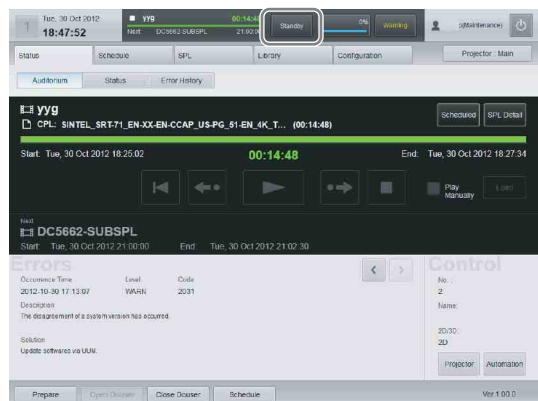 1
Tue, 30 Oct 2012
18:47:52
yyg 00:14:48
Next DC5662-SUBSPL 21:00:00
Standby
0%
Warning
(Maintenance)
Status Schedule SPL Library Configuration Projector : Main
Auditorium Status Error History
yyg
CPL: SINTEL_SRT-71_EN-XX-EN-CCAP_US-PG_51-EN_4K_T... (00:14:48)
Scheduled SPL Detail
Start: Tue, 30 Oct 2012 18:25:02 00:14:48 End: Tue, 30 Oct 2012 18:27:34
Play
Manually
Load
Next
DC5662-SUBSPL
Start: Tue, 30 Oct 2012 21:00:00 End: Tue, 30 Oct 2012 21:02:30
Errors
Occurrence Time Level Code
2012-10-30 17:13:07 WARN 2031
Description
The disagreement of a system version has occurred.
Solution
Update softwares via UUM.
Control
No. :
2
Name:
2D/3D:
2D
Projector Automation
Prepare Open Douser Close Douser Schedule Ver.1.00.0